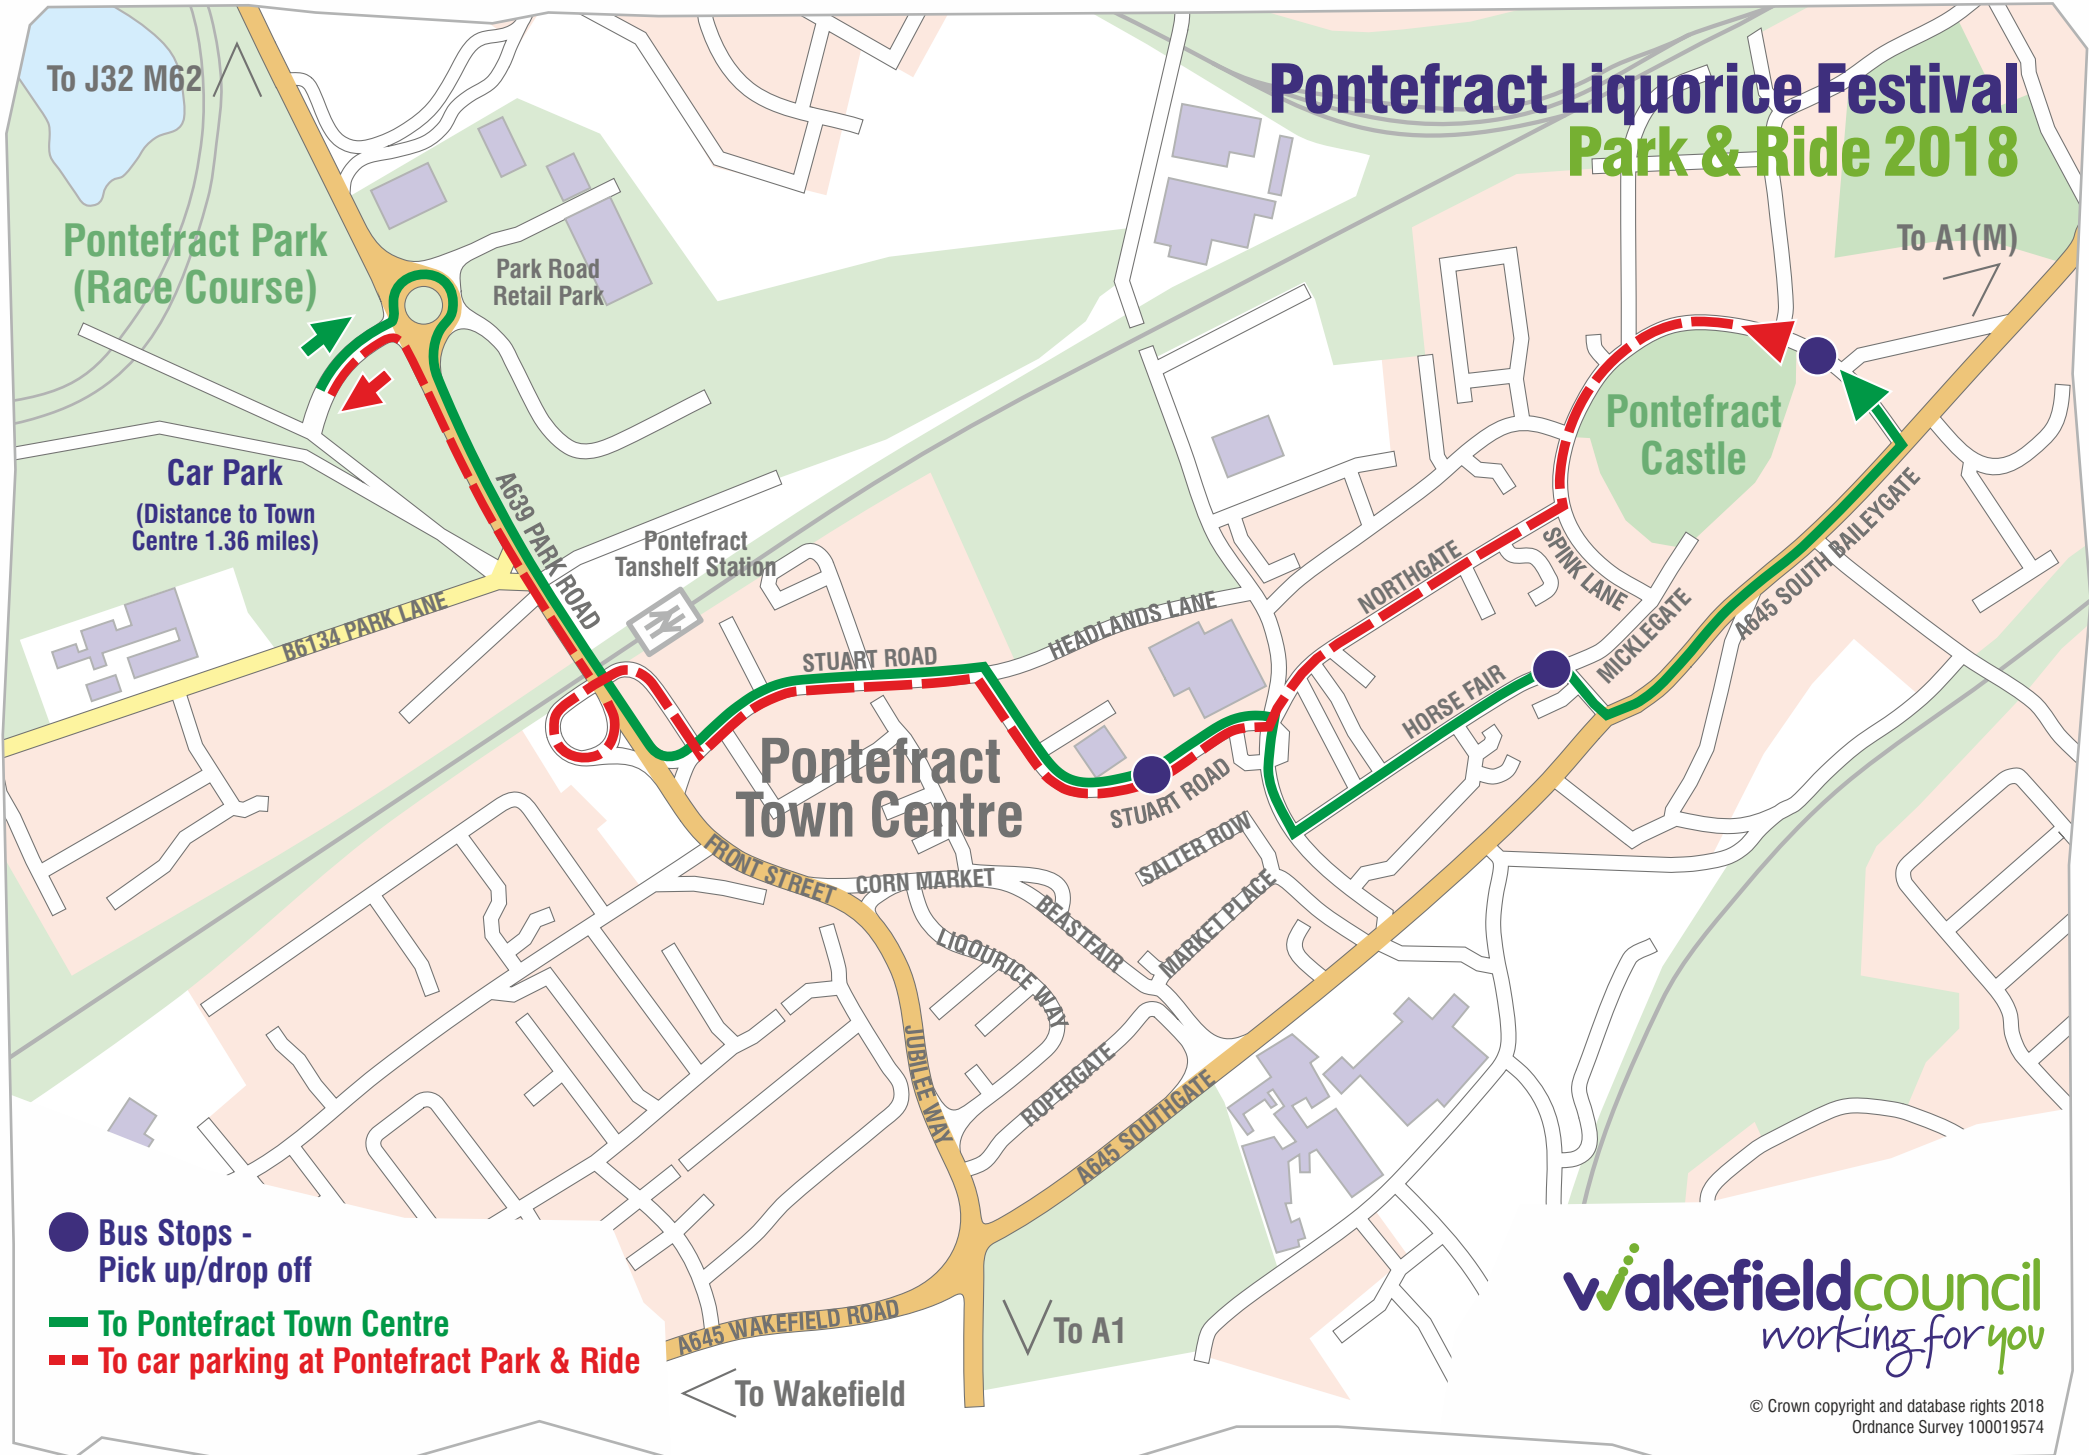 Pontefract Liquorice Festival
Park & Ride 2018
To J32 M62
To A1(M)
Pontefract Park
(Race Course)
Park Road
Retail Park
Pontefract
Castle
Car Park
(Distance to Town
Centre 1.36 miles)
A639 PARK ROAD
Pontefract
Tanshelf Station
B6134 PARK LANE
STUART ROAD
HEADLANDS LANE
NORTHGATE
SPINK LANE
MICKLEGATE
A645 SOUTH BAILEYGATE
HORSE FAIR
Pontefract
Town Centre
STUART ROAD
SALTER ROW
MARKET PLACE
FRONT STREET
CORN MARKET
BEASTFAIR
LIQOURICE WAY
JUBILEE WAY
ROPERGATE
A645 SOUTHGATE
A645 WAKEFIELD ROAD
To A1
To Wakefield
Bus Stops -
Pick up/drop off
To Pontefract Town Centre
To car parking at Pontefract Park & Ride
wakefieldcouncil
working for you
© Crown copyright and database rights 2018
Ordnance Survey 100019574